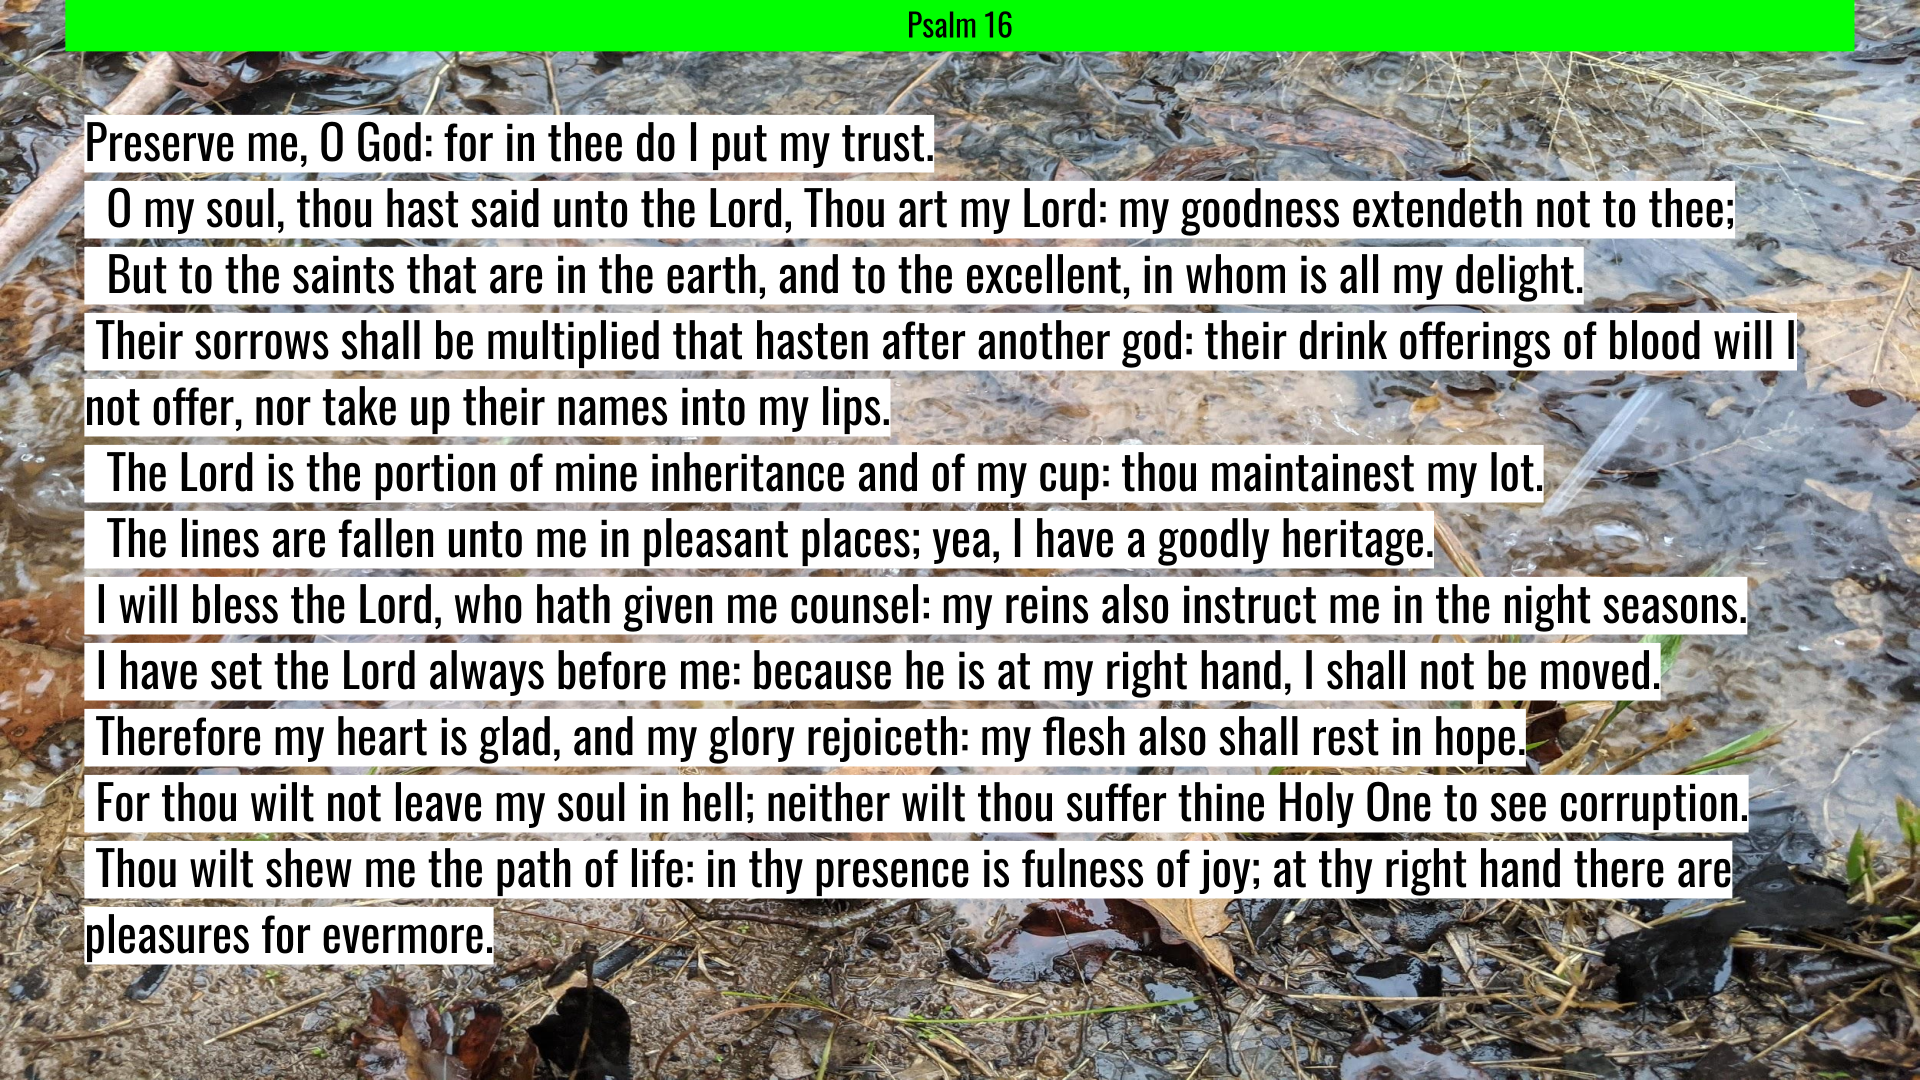 Psalm 16
Preserve me, O God: for in thee do I put my trust.
O my soul, thou hast said unto the Lord, Thou art my Lord: my goodness extendeth not to thee;
But to the saints that are in the earth, and to the excellent, in whom is all my delight.
Their sorrows shall be multiplied that hasten after another god: their drink offerings of blood will I
not offer, nor take up their names into my lips.
The Lord is the portion of mine inheritance and of my cup: thou maintainest my lot.
The lines are fallen unto me in pleasant places; yea, I have a goodly heritage.
I will bless the Lord, who hath given me counsel: my reins also instruct me in the night seasons.
I have set the Lord always before me: because he is at my right hand, I shall not be moved.
Therefore my heart is glad, and my glory rejoiceth: my flesh also shall rest in hope.
For thou wilt not leave my soul in hell; neither wilt thou suffer thine Holy One to see corruption.
Thou wilt shew me the path of life: in thy presence is fulness of joy; at thy right hand there are
pleasures for evermore.